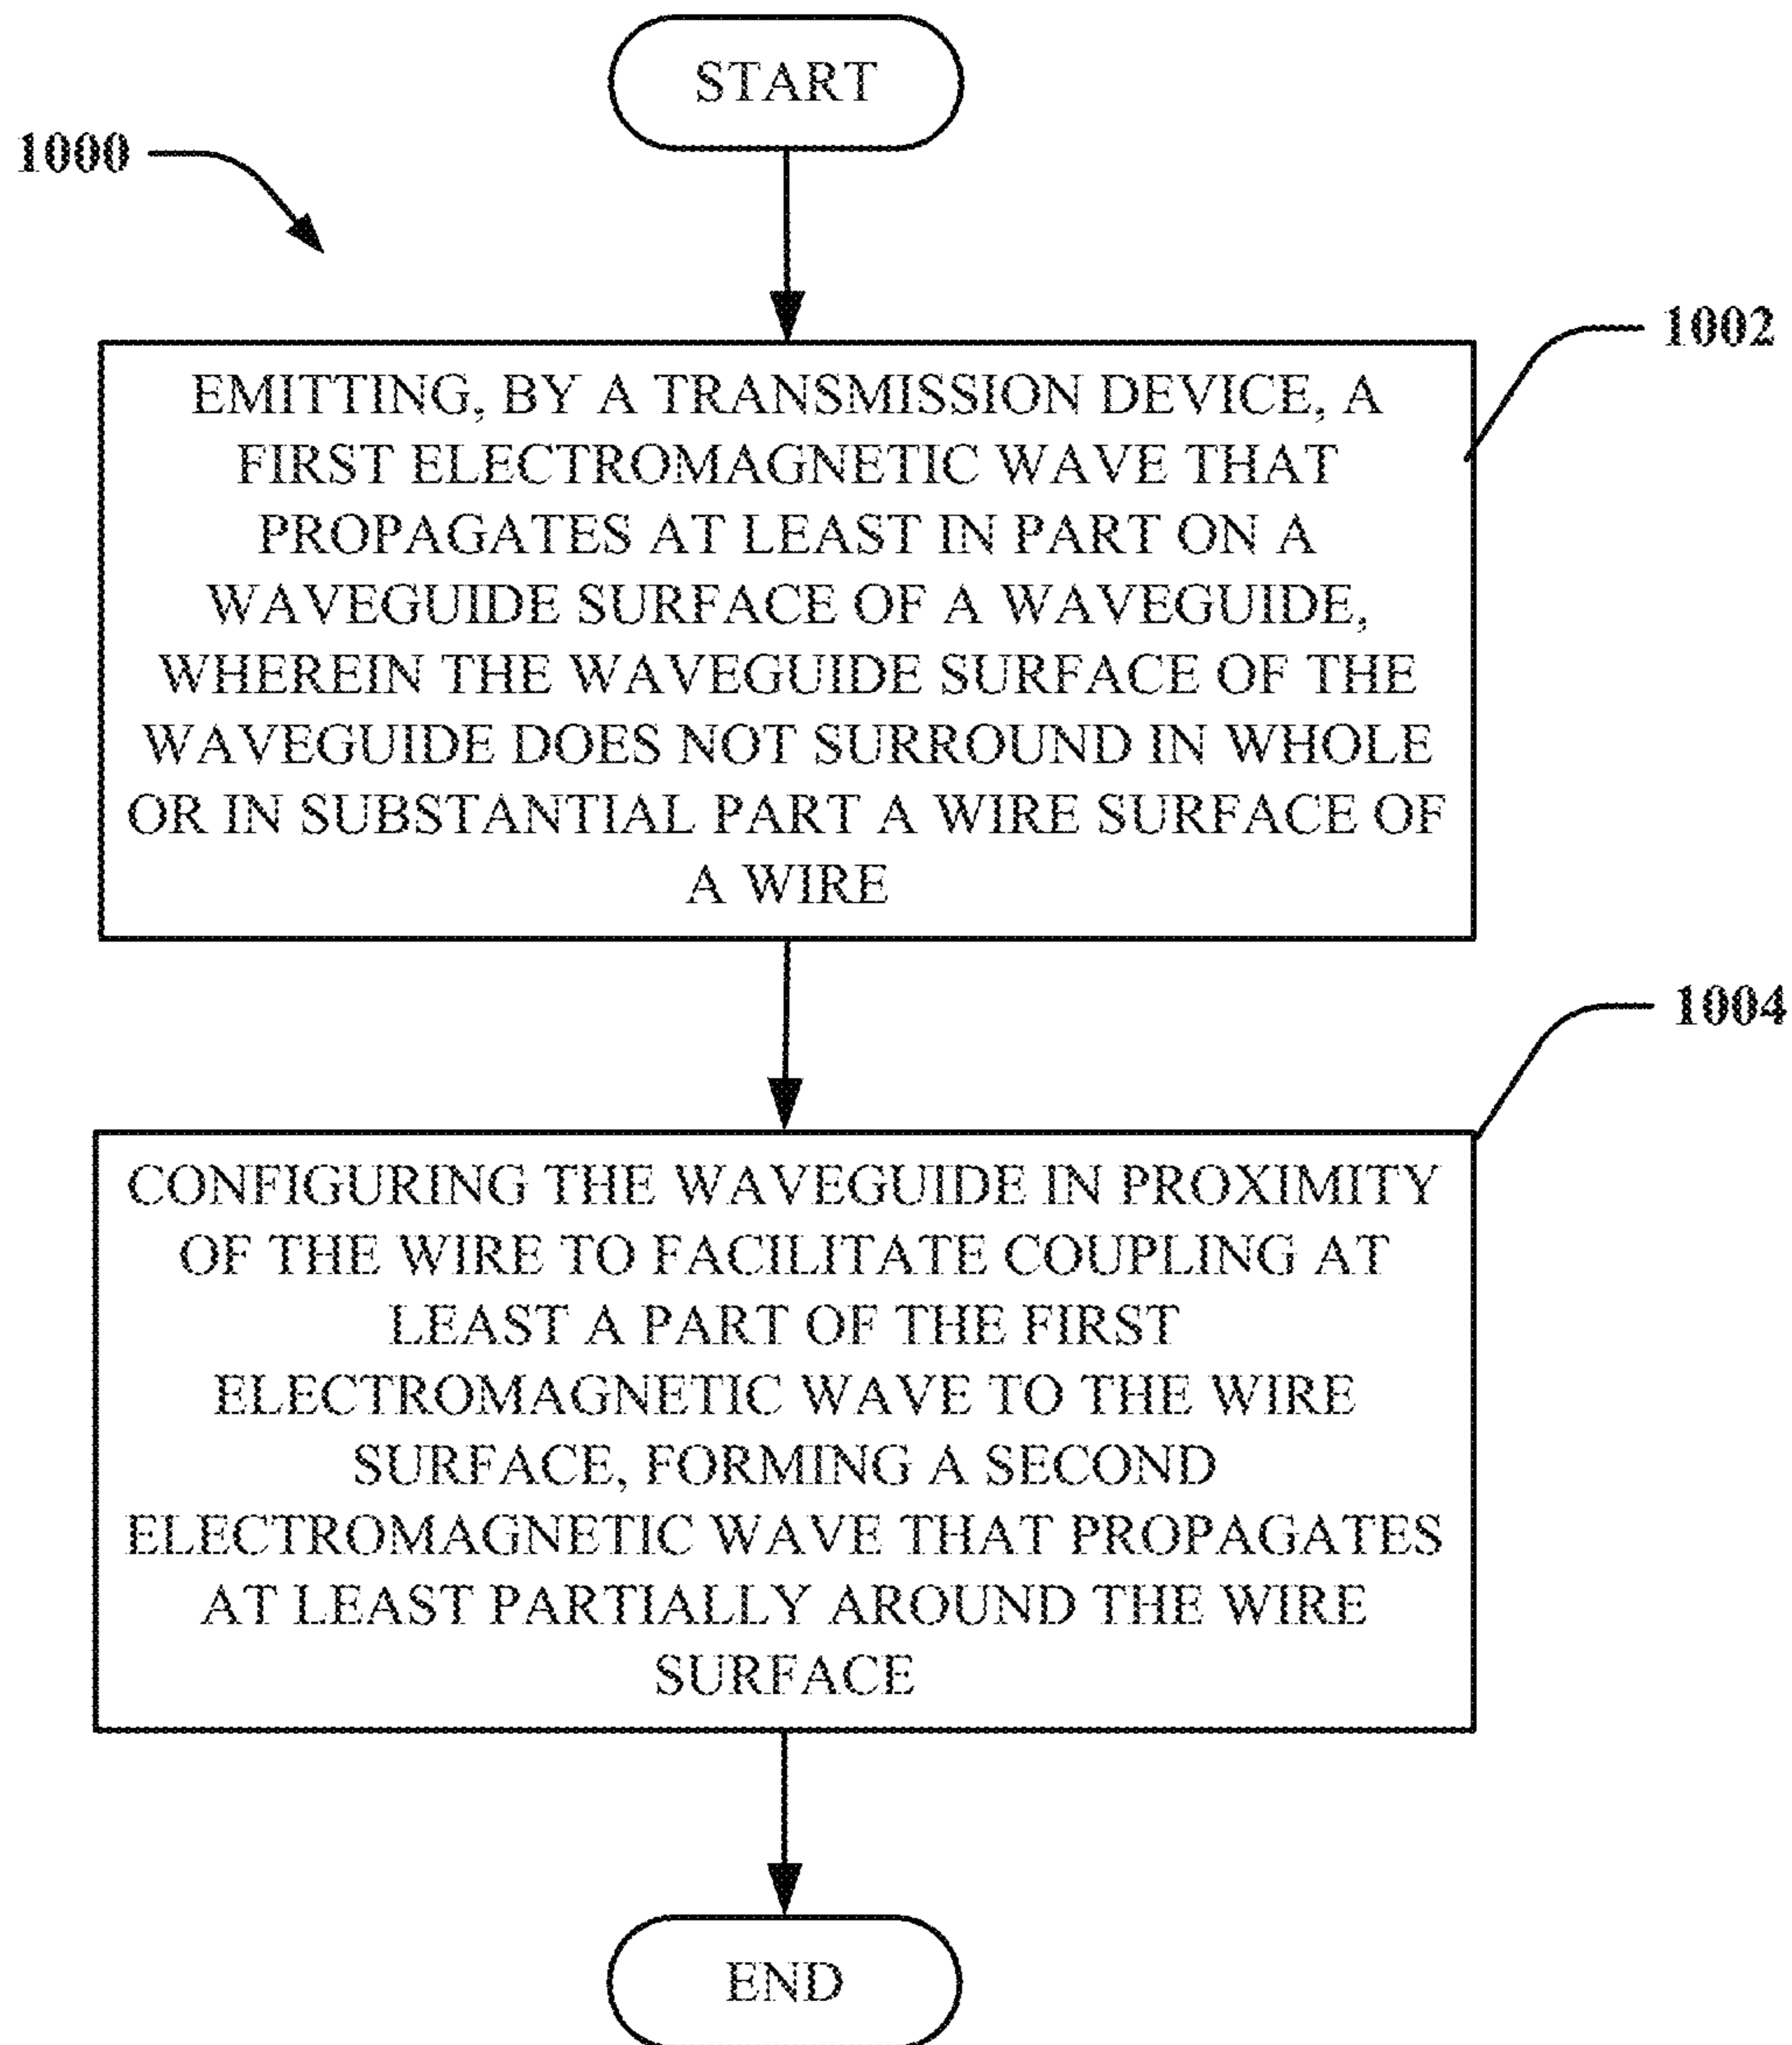 START
1000
1002
EMITTING, BY A TRANSMISSION DEVICE, A
FIRST ELECTROMAGNETIC WAVE THAT
PROPAGATES AT LEAST IN PART ON A
WAVEGUIDE SURFACE OF A WAVEGUIDE,
WHEREIN THE WAVEGUIDE SURFACE OF THE
WAVEGUIDE DOES NOT SURROUND IN WHOLE
OR IN SUBSTANTIAL PART A WIRE SURFACE OF
A WIRE
1004
CONFIGURING THE WAVEGUIDE IN PROXIMITY
OF THE WIRE TO FACILITATE COUPLING AT
LEAST A PART OF THE FIRST
ELECTROMAGNETIC WAVE TO THE WIRE
SURFACE, FORMING A SECOND
ELECTROMAGNETIC WAVE THAT PROPAGATES
AT LEAST PARTIALLY AROUND THE WIRE
SURFACE
END